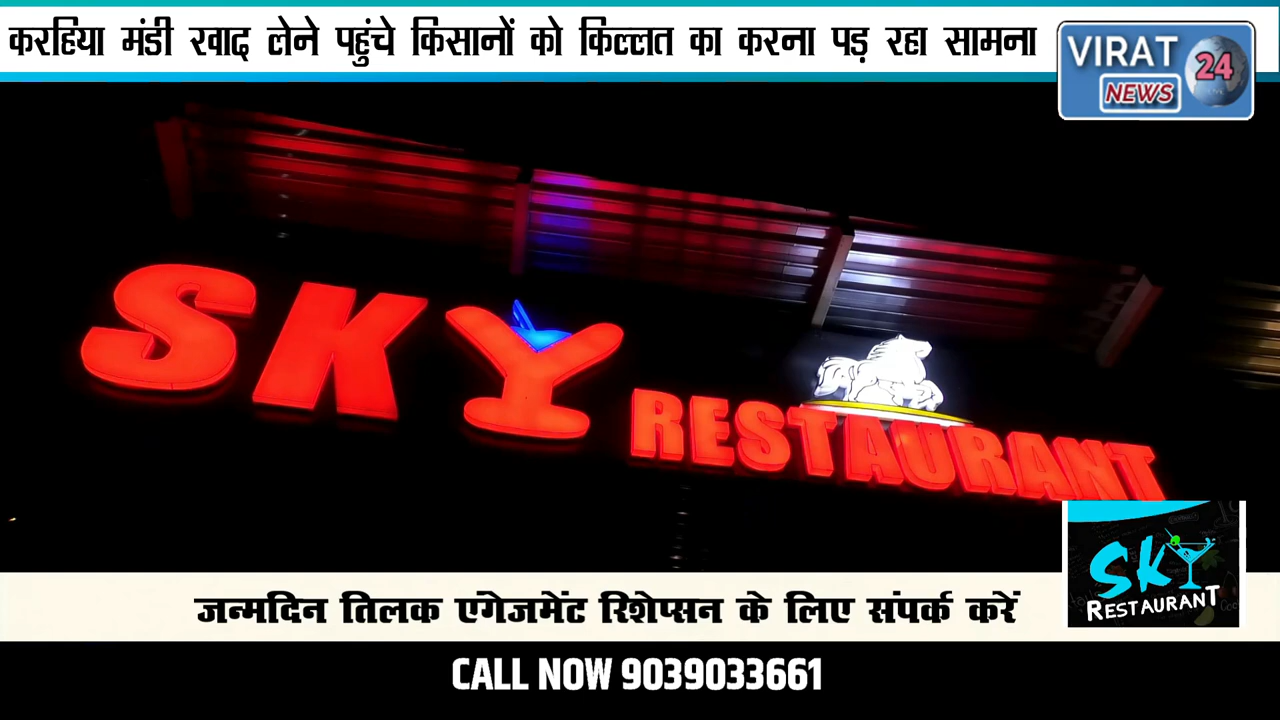 करहिया मंडी खाद लेने पहुंचे किसानों को किल्लत का करना पड़ रहा सामना
VIRAT
24
NEWS
SKY RESTAURANT
SKY
RESTAURANT
जन्मदिन तिलक एंगेजमेंट रिशेप्सन के लिए संपर्क करें
CALL NOW 9039033661